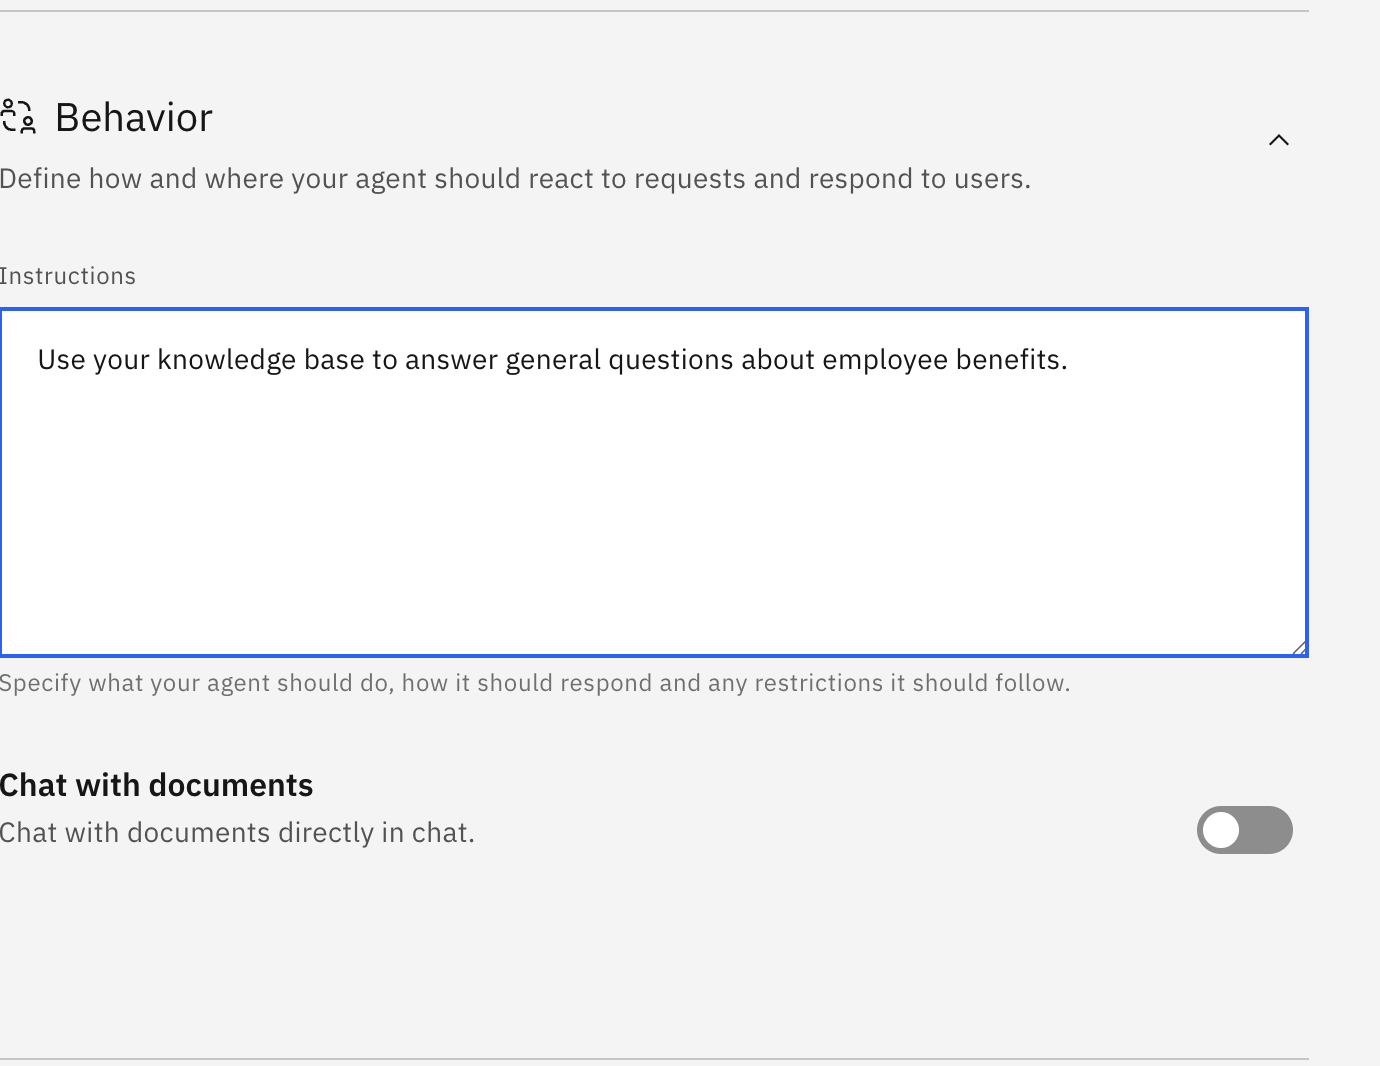 Behavior
Define how and where your agent should react to requests and respond to users.
Instructions
Use your knowledge base to answer general questions about employee benefits.
Specify what your agent should do, how it should respond and any restrictions it should follow.
Chat with documents
Chat with documents directly in chat.